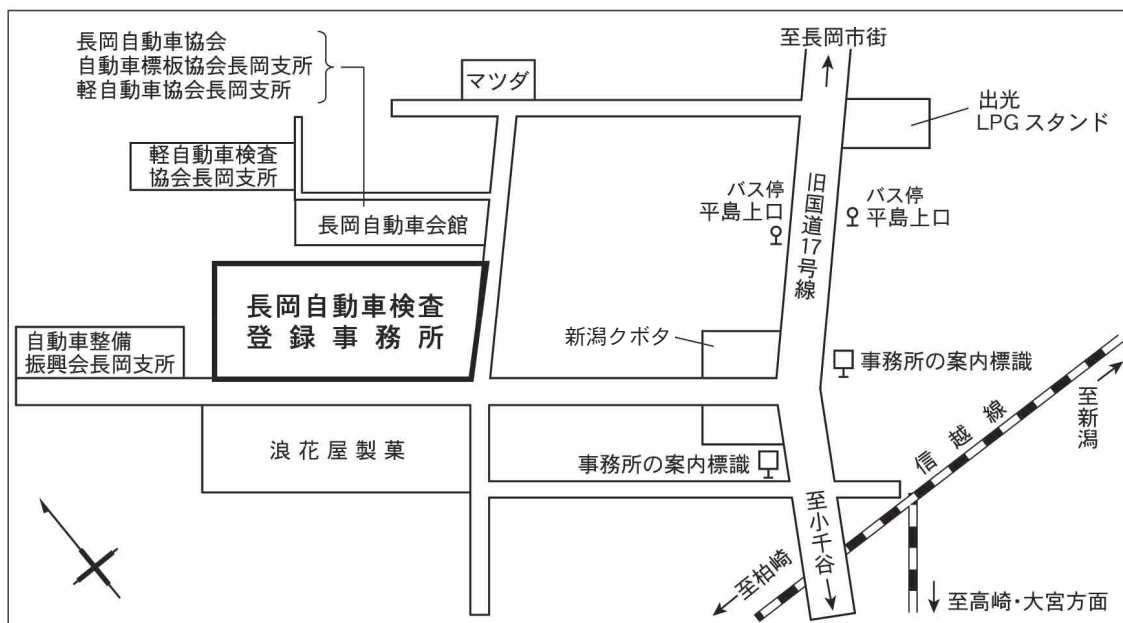 長岡自動車協会
自動車標板協会長岡支所
軽自動車協会長岡支所
至長岡市街
マツダ
出光
LPGスタンド
軽自動車検査
協会長岡支所
バス停
平島上口
旧国道17号線
バス停
平島上口
長岡自動車会館
長岡自動車検査
登録事務所
自動車整備
振興会長岡支所
新潟クボタ
事務所の案内標識
至新潟
信越線
浪花屋製菓
事務所の案内標識
至小千谷
至柏崎
至高崎・大宮方面